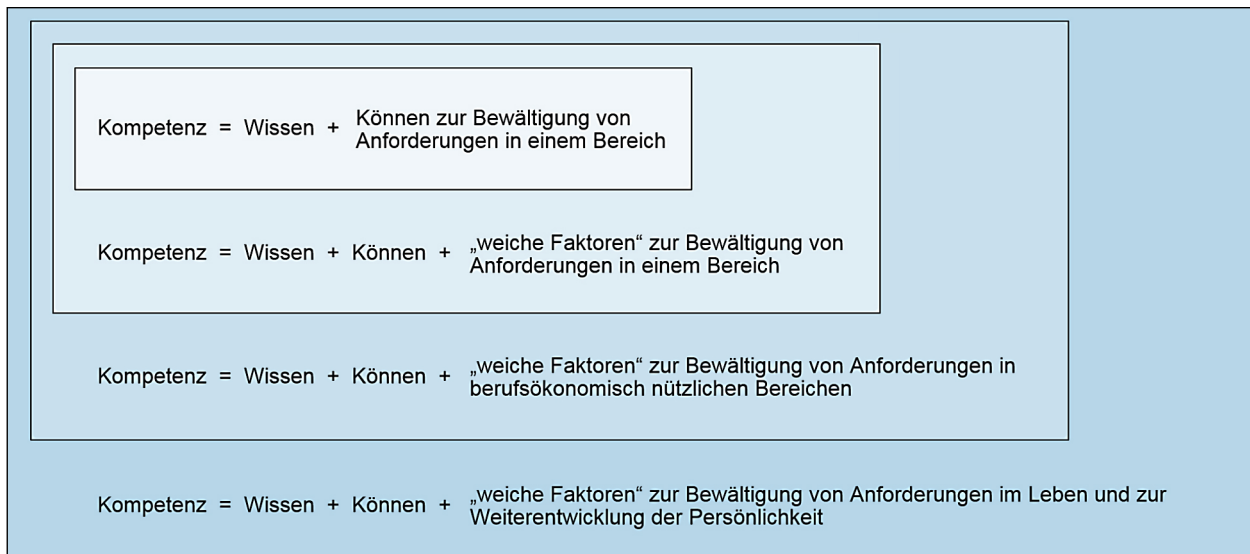 Kompetenz = Wissen + Können zur Bewältigung von
Anforderungen in einem Bereich
Kompetenz = Wissen + Können + „weiche Faktoren“ zur Bewältigung von
Anforderungen in einem Bereich
Kompetenz = Wissen + Können + „weiche Faktoren“ zur Bewältigung von Anforderungen in
berufsökonomisch nützlichen Bereichen
Kompetenz = Wissen + Können + „weiche Faktoren“ zur Bewältigung von Anforderungen im Leben und zur
Weiterentwicklung der Persönlichkeit